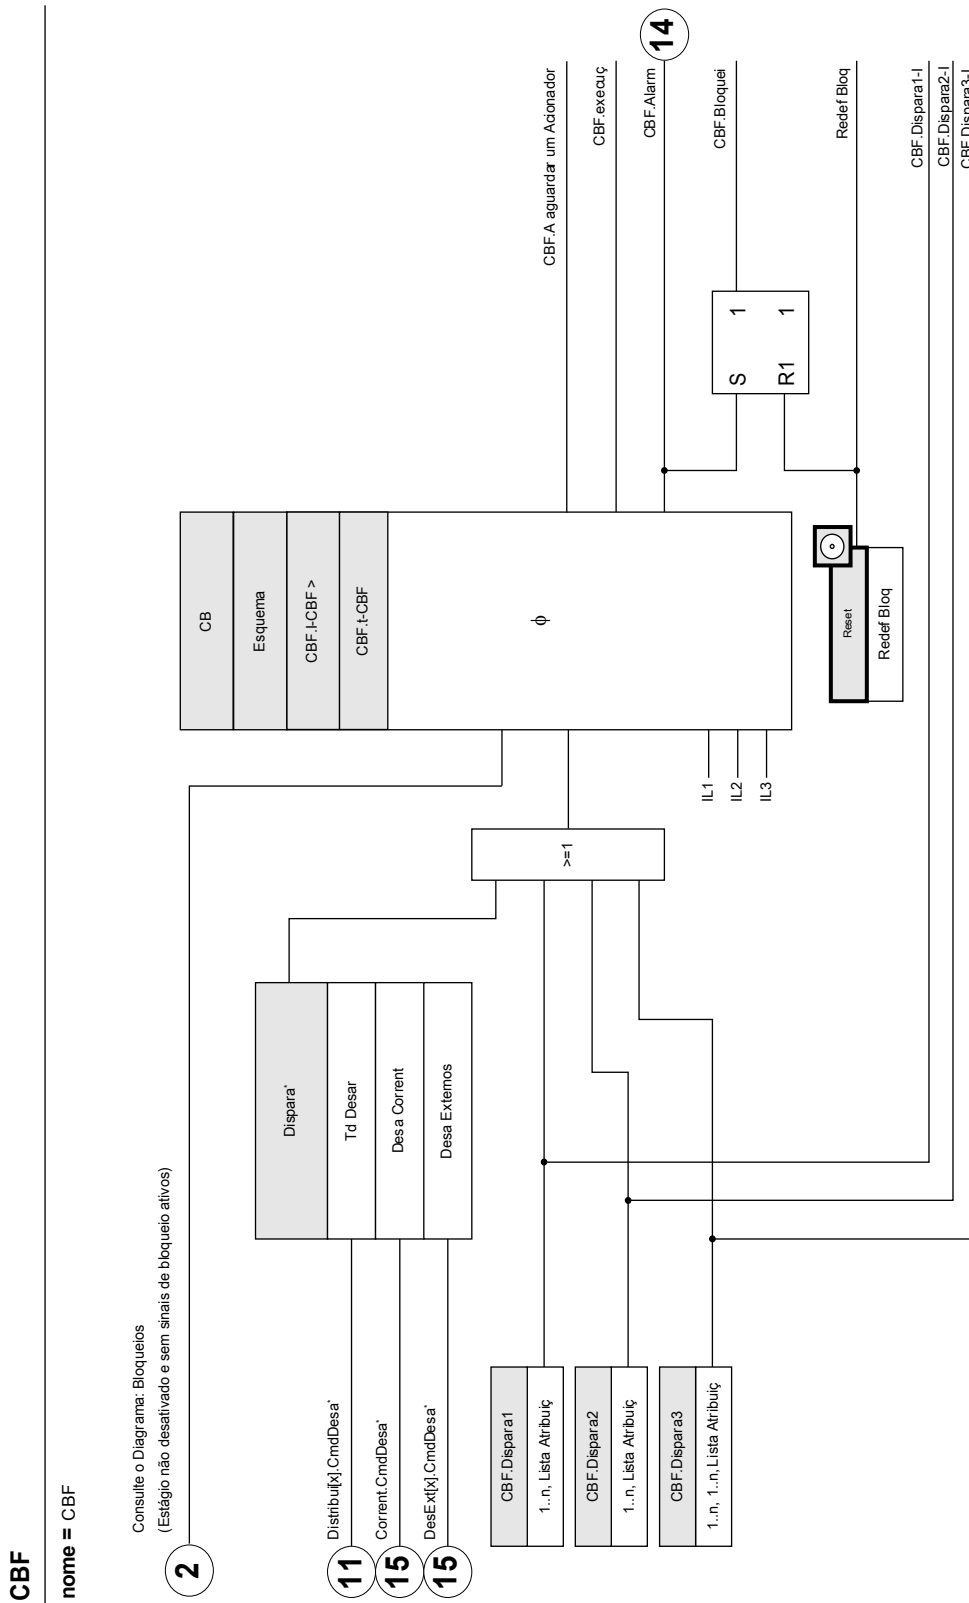 CBF
nome = CBF
Consulte o Diagrama: Bloqueios
(Estágio não desativado e sem sinais de bloqueio ativos)
2
Distribui[x].CmdDesa'
11
Corrent.CmdDesa'
15
DesExt[x].CmdDesa'
15
Dispara'
Td Desar
Desa Corrent
Desa Externos
CBF.Dispara1
1..n, Lista Atribuiç
CBF.Dispara2
1..n, Lista Atribuiç
CBF.Dispara3
1..n, 1..n, Lista Atribuiç
>=1
IL1
IL2
IL3
CB
Esquema
CBF.I-CBF >
CBF.t-CBF
ϕ
Reset
Redef Bloq
S 1
R1 1
CBF.A aguardar um Acionador
CBF.execuç
CBF.Alarm
14
CBF.Bloquei
Redef Bloq
CBF.Dispara1-I
CBF.Dispara2-I
CBF.Dispara3-I